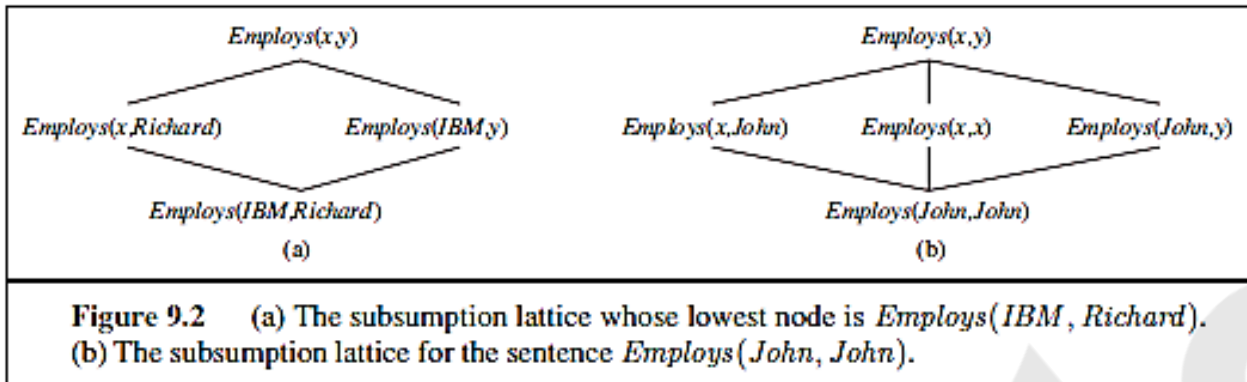 Employs(x,y) Employs(x,y)
Employs(x,Richard) Employs(IBM,y) Employs(x,John) Employs(x,x) Employs(John,y)
Employs(IBM,Richard) Employs(John,John)
(a) (b)
Figure 9.2 (a) The subsumption lattice whose lowest node is Employs(IBM, Richard).
(b) The subsumption lattice for the sentence Employs(John, John).